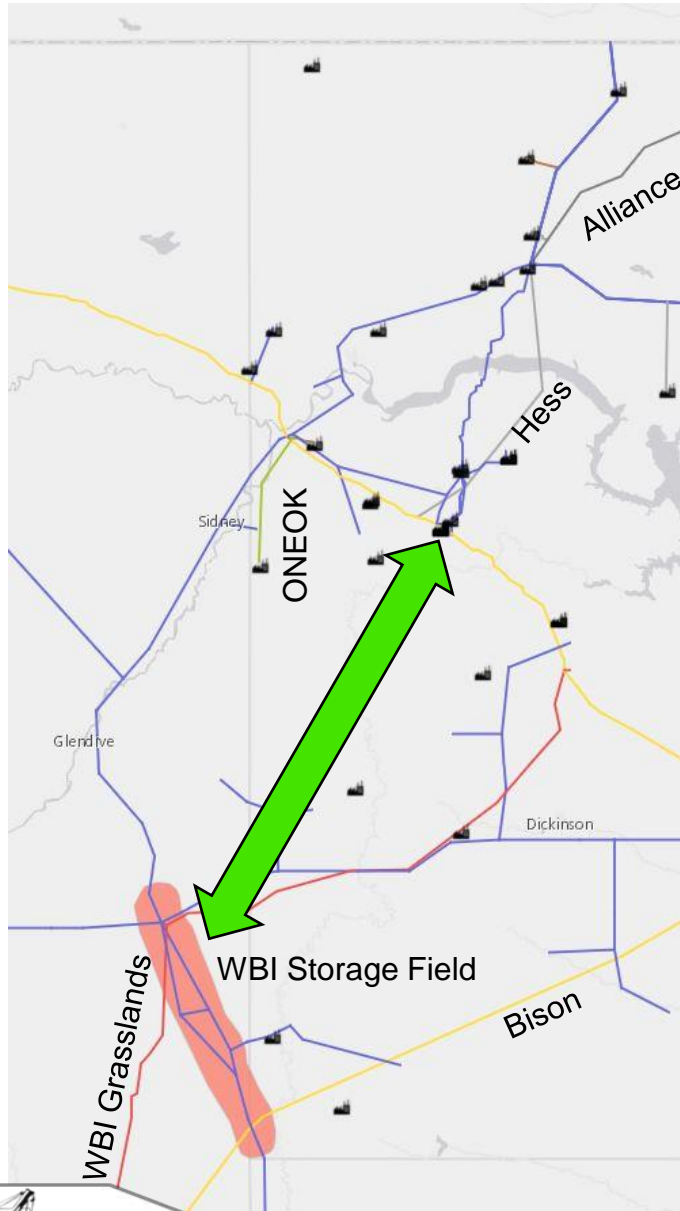 Alliance
Hess
Sidney
ONEOK
Glendive
Dickinson
WBI Storage Field
WBI Grasslands
Bison